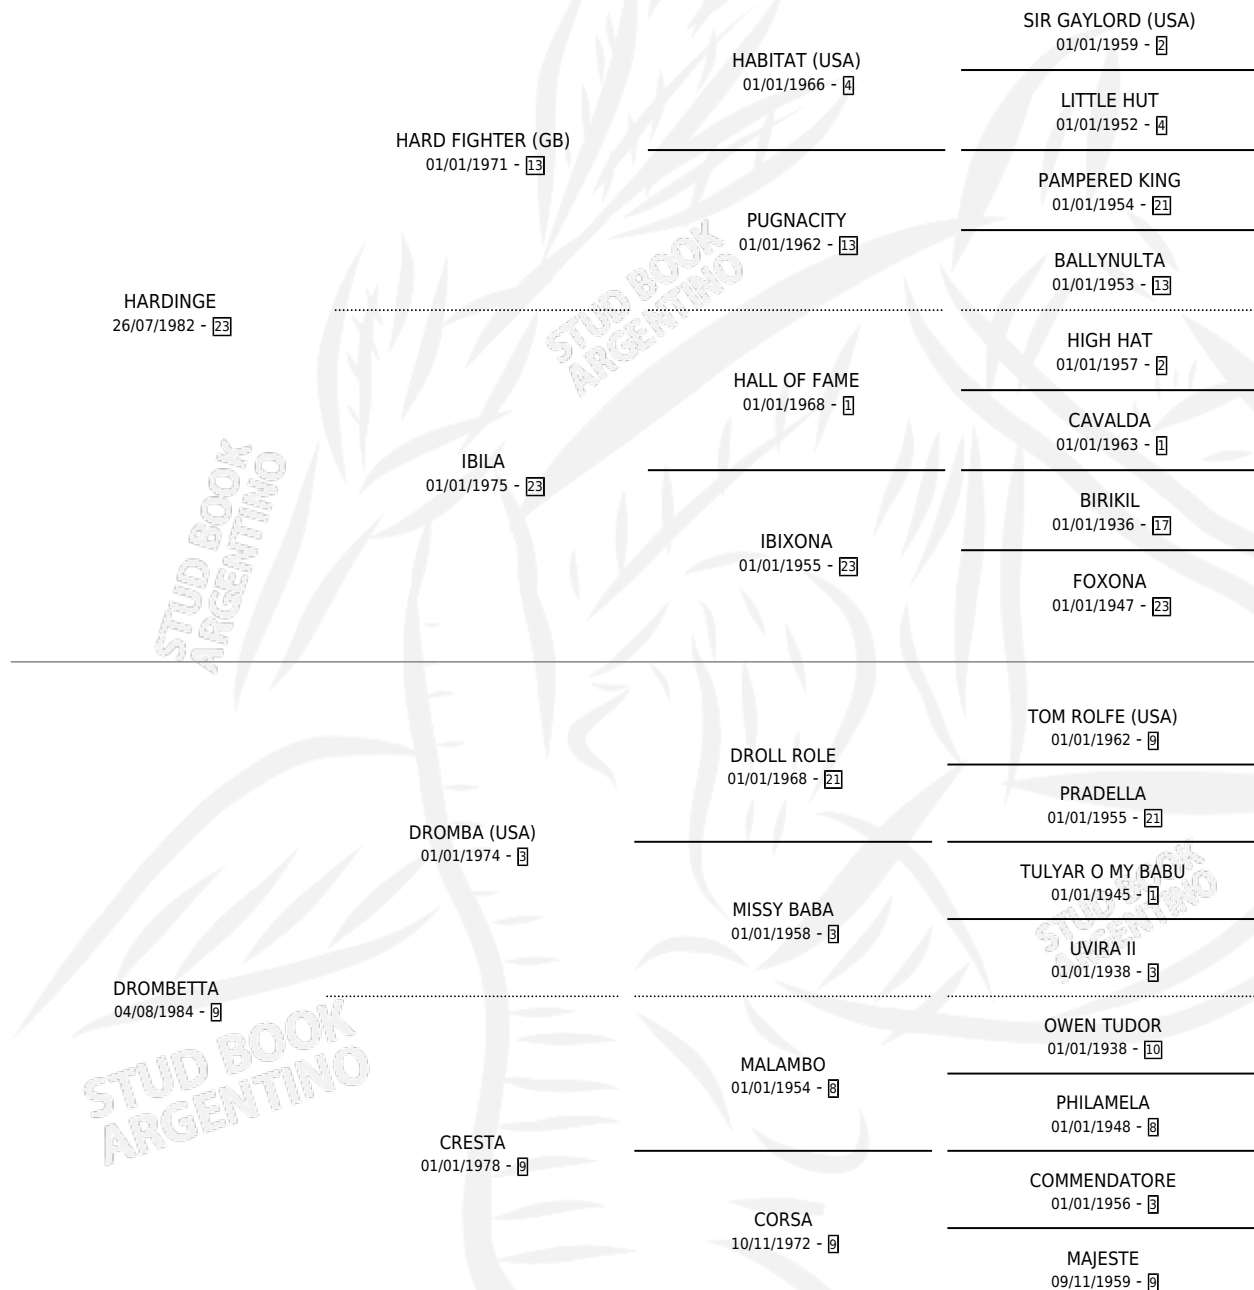 SIR GAYLORD (USA)
01/01/1959 - 2
HABITAT (USA)
01/01/1966 - 4
LITTLE HUT
01/01/1952 - 4
HARD FIGHTER (GB)
01/01/1971 - 13
PAMPERED KING
01/01/1954 - 21
PUGNACITY
01/01/1962 - 13
BALLYNULTA
01/01/1953 - 13
HARDINGE
26/07/1982 - 23
HIGH HAT
01/01/1957 - 2
HALL OF FAME
01/01/1968 - 1
CAVALDA
01/01/1963 - 1
IBILA
01/01/1975 - 23
BIRIKIL
01/01/1936 - 17
IBIXONA
01/01/1955 - 23
FOXONA
01/01/1947 - 23
TOM ROLFE (USA)
01/01/1962 - 9
DROLL ROLE
01/01/1968 - 21
PRADELLA
01/01/1955 - 21
DROMBA (USA)
01/01/1974 - 3
TULYAR O MY BABU
01/01/1945 - 1
MISSY BABA
01/01/1958 - 3
UVIRA II
01/01/1938 - 3
DROMBETTA
04/08/1984 - 9
OWEN TUDOR
01/01/1938 - 10
MALAMBO
01/01/1954 - 8
PHILAMELA
01/01/1948 - 8
CRESTA
01/01/1978 - 9
COMMENDATORE
01/01/1956 - 3
CORSA
10/11/1972 - 9
MAJESTE
09/11/1959 - 9
STUD BOOK
ARGENTINO
STUD BOOK
ARGENTINO
STUD BOOK
ARGENTINO
STUD BOOK
ARGENTINO